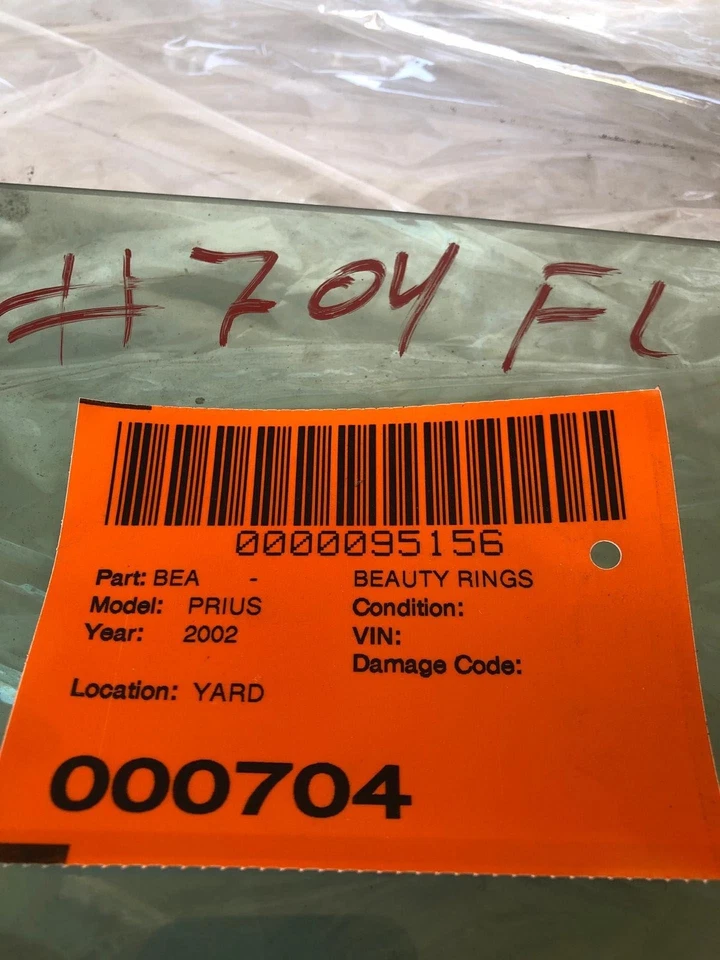 #704 FL
0000095156
Part: BEA - BEAUTY RINGS
Model: PRIUS Condition:
Year: 2002 VIN:
Damage Code:
Location: YARD
000704